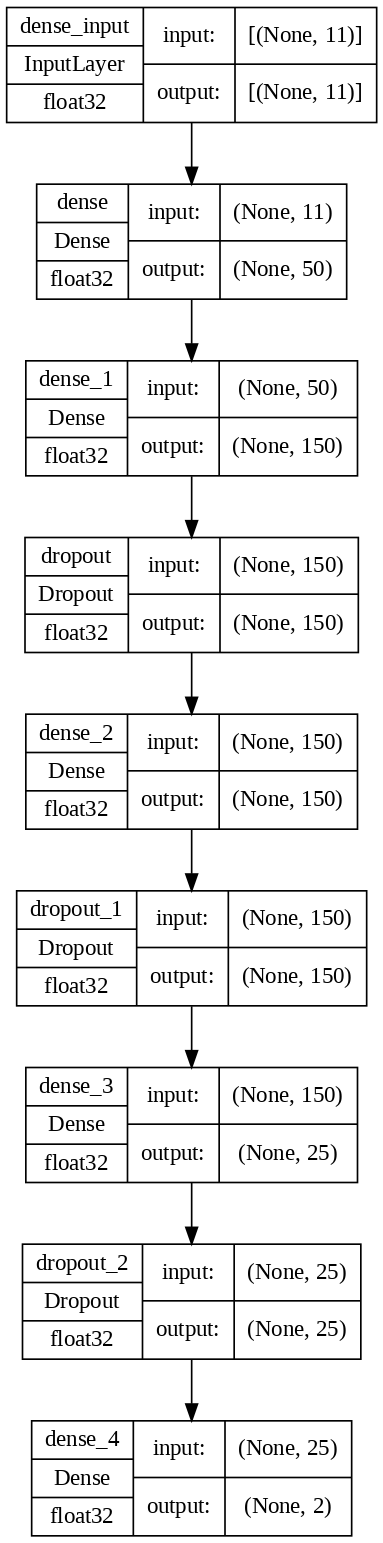 dense_input
InputLayer
float32
input: [(None, 11)]
output: [(None, 11)]
dense
Dense
float32
input: (None, 11)
output: (None, 50)
dense_1
Dense
float32
input: (None, 50)
output: (None, 150)
dropout
Dropout
float32
input: (None, 150)
output: (None, 150)
dense_2
Dense
float32
input: (None, 150)
output: (None, 150)
dropout_1
Dropout
float32
input: (None, 150)
output: (None, 150)
dense_3
Dense
float32
input: (None, 150)
output: (None, 25)
dropout_2
Dropout
float32
input: (None, 25)
output: (None, 25)
dense_4
Dense
float32
input: (None, 25)
output: (None, 2)